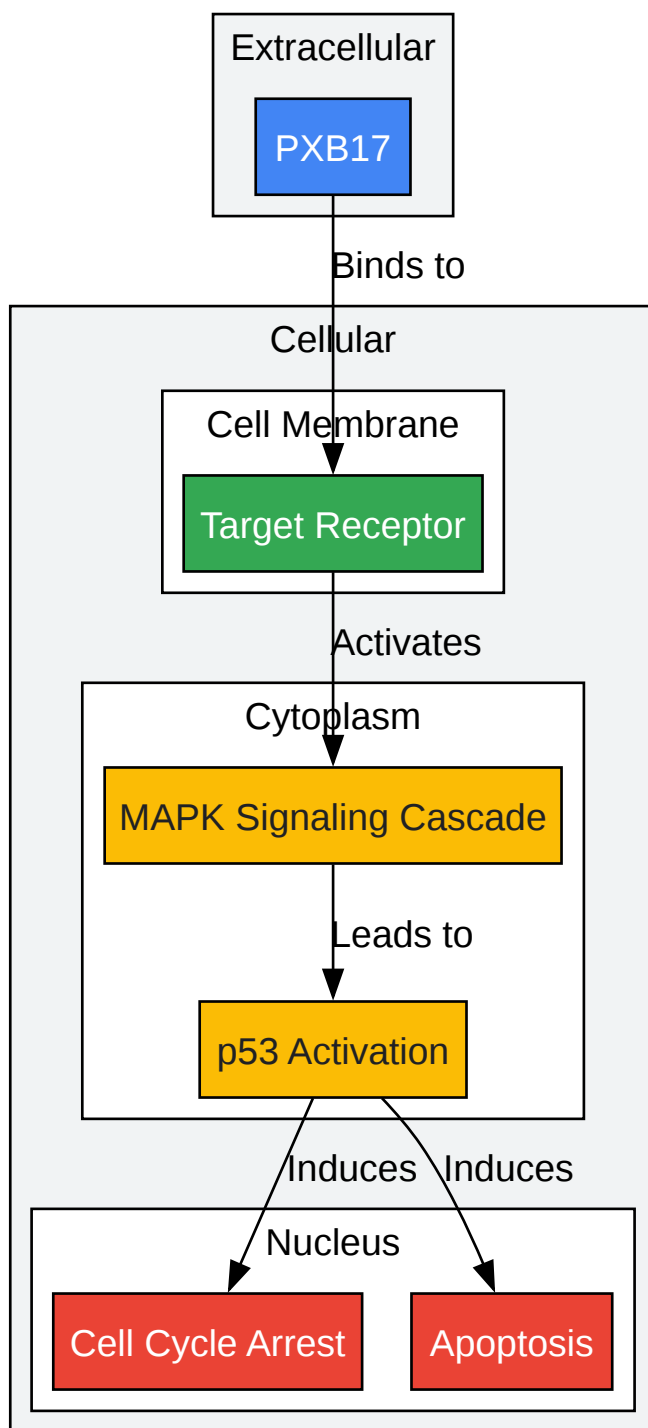 Extracellular
PXB17
Binds to
Cellular
Cell Membrane
Target Receptor
Activates
Cytoplasm
MAPK Signaling Cascade
Leads to
p53 Activation
Induces
Induces
Nucleus
Cell Cycle Arrest
Apoptosis